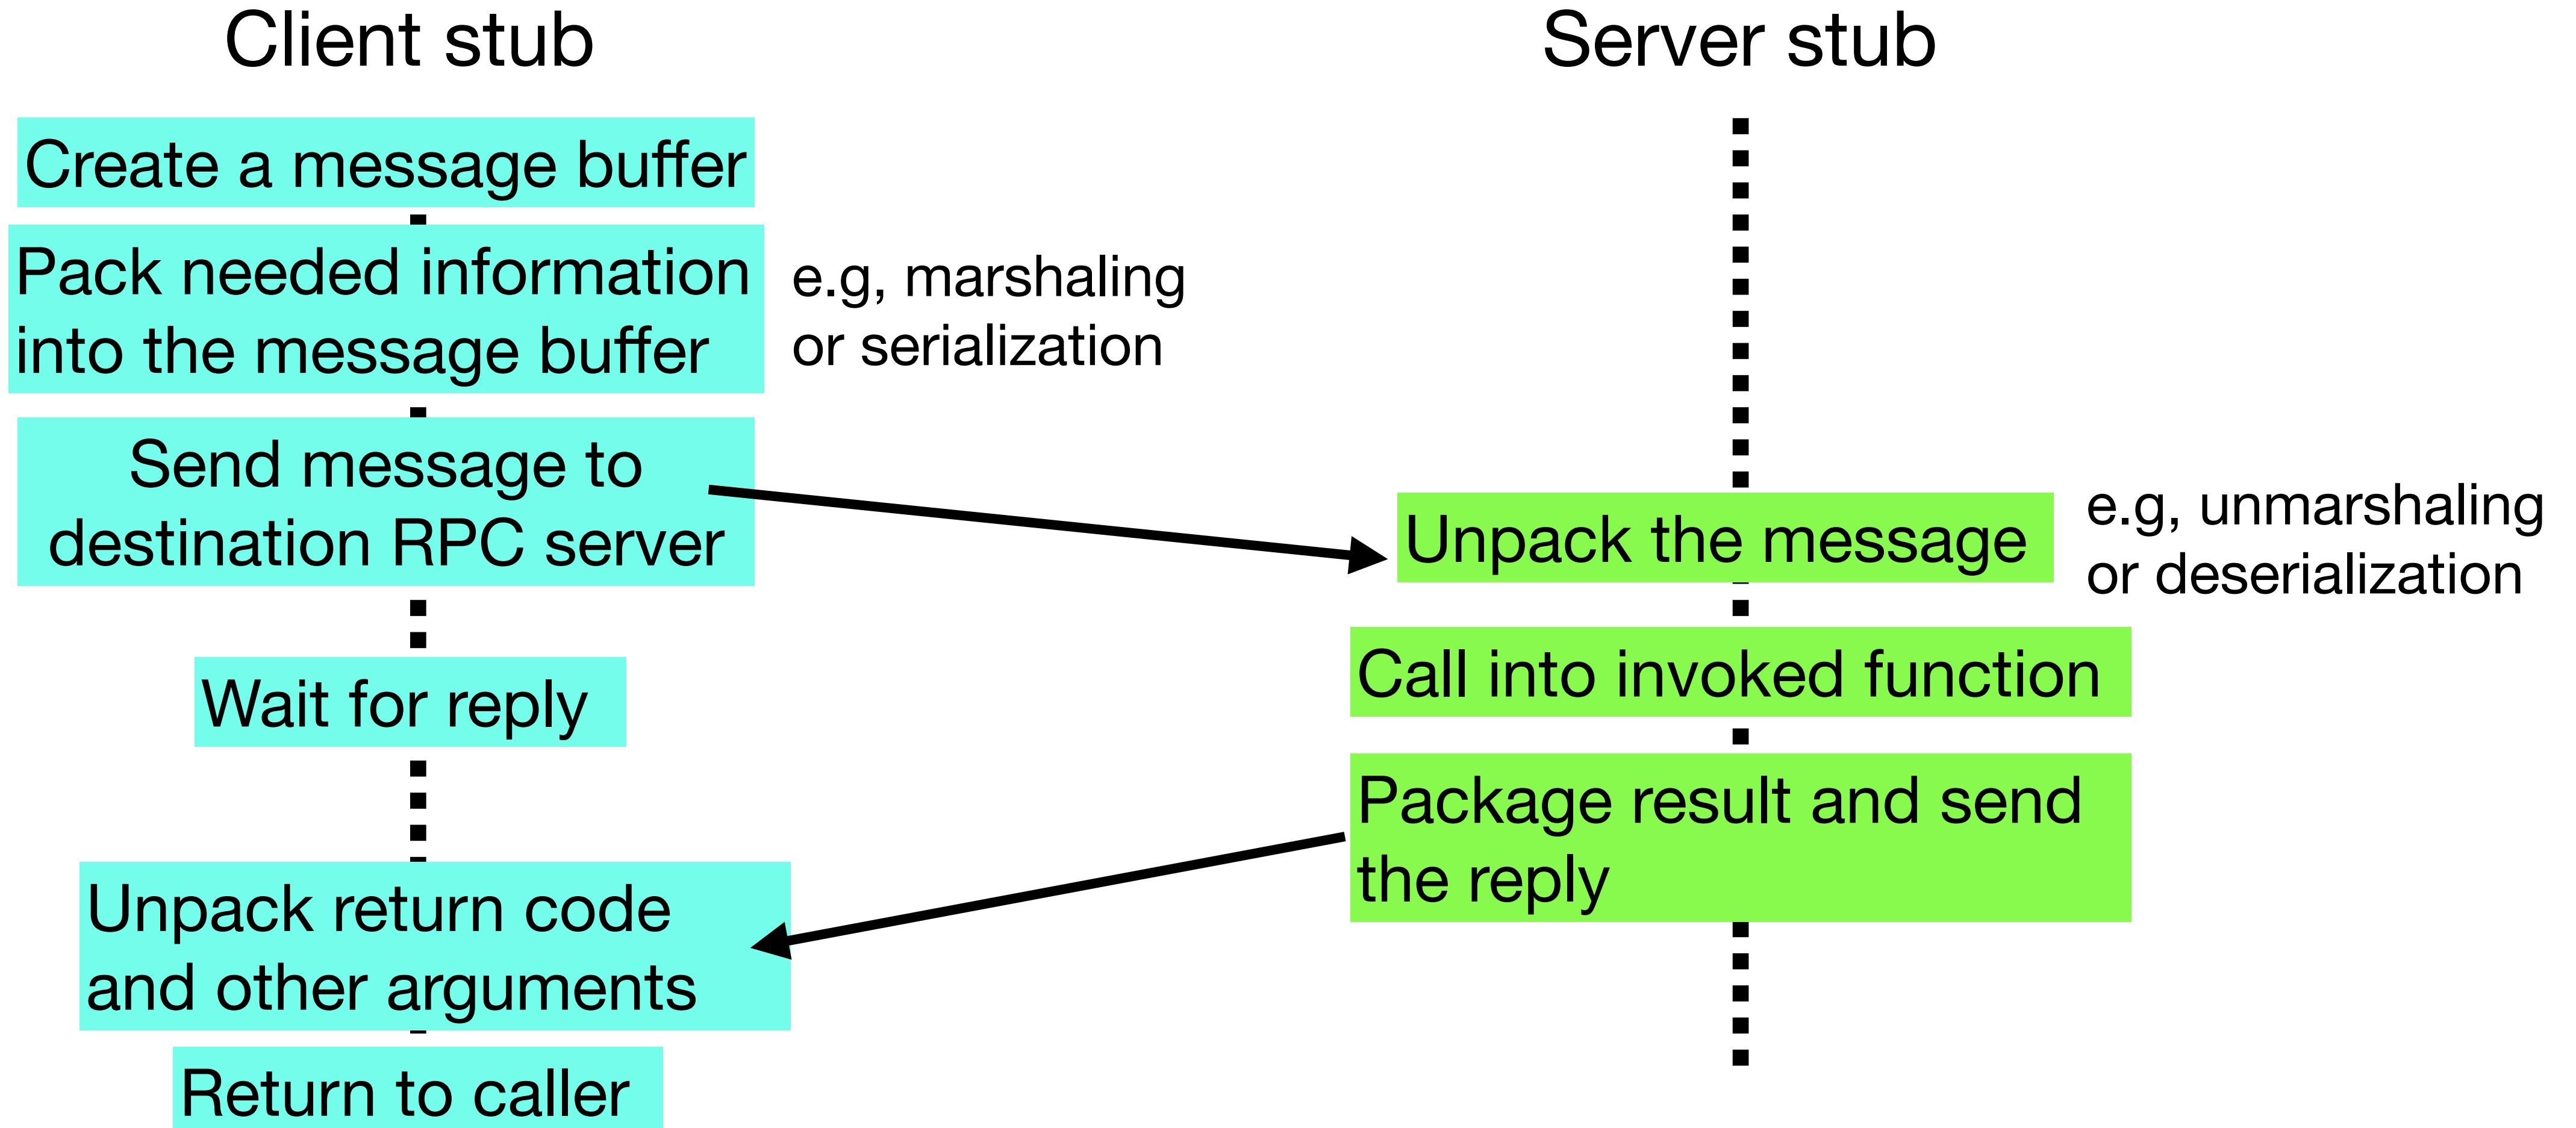 Client stub
Server stub
Create a message buffer
Pack needed information
into the message buffer
e.g, marshaling
or serialization
Send message to
destination RPC server
Unpack the message
e.g, unmarshaling
or deserialization
Call into invoked function
Wait for reply
Package result and send
the reply
Unpack return code
and other arguments
Return to caller